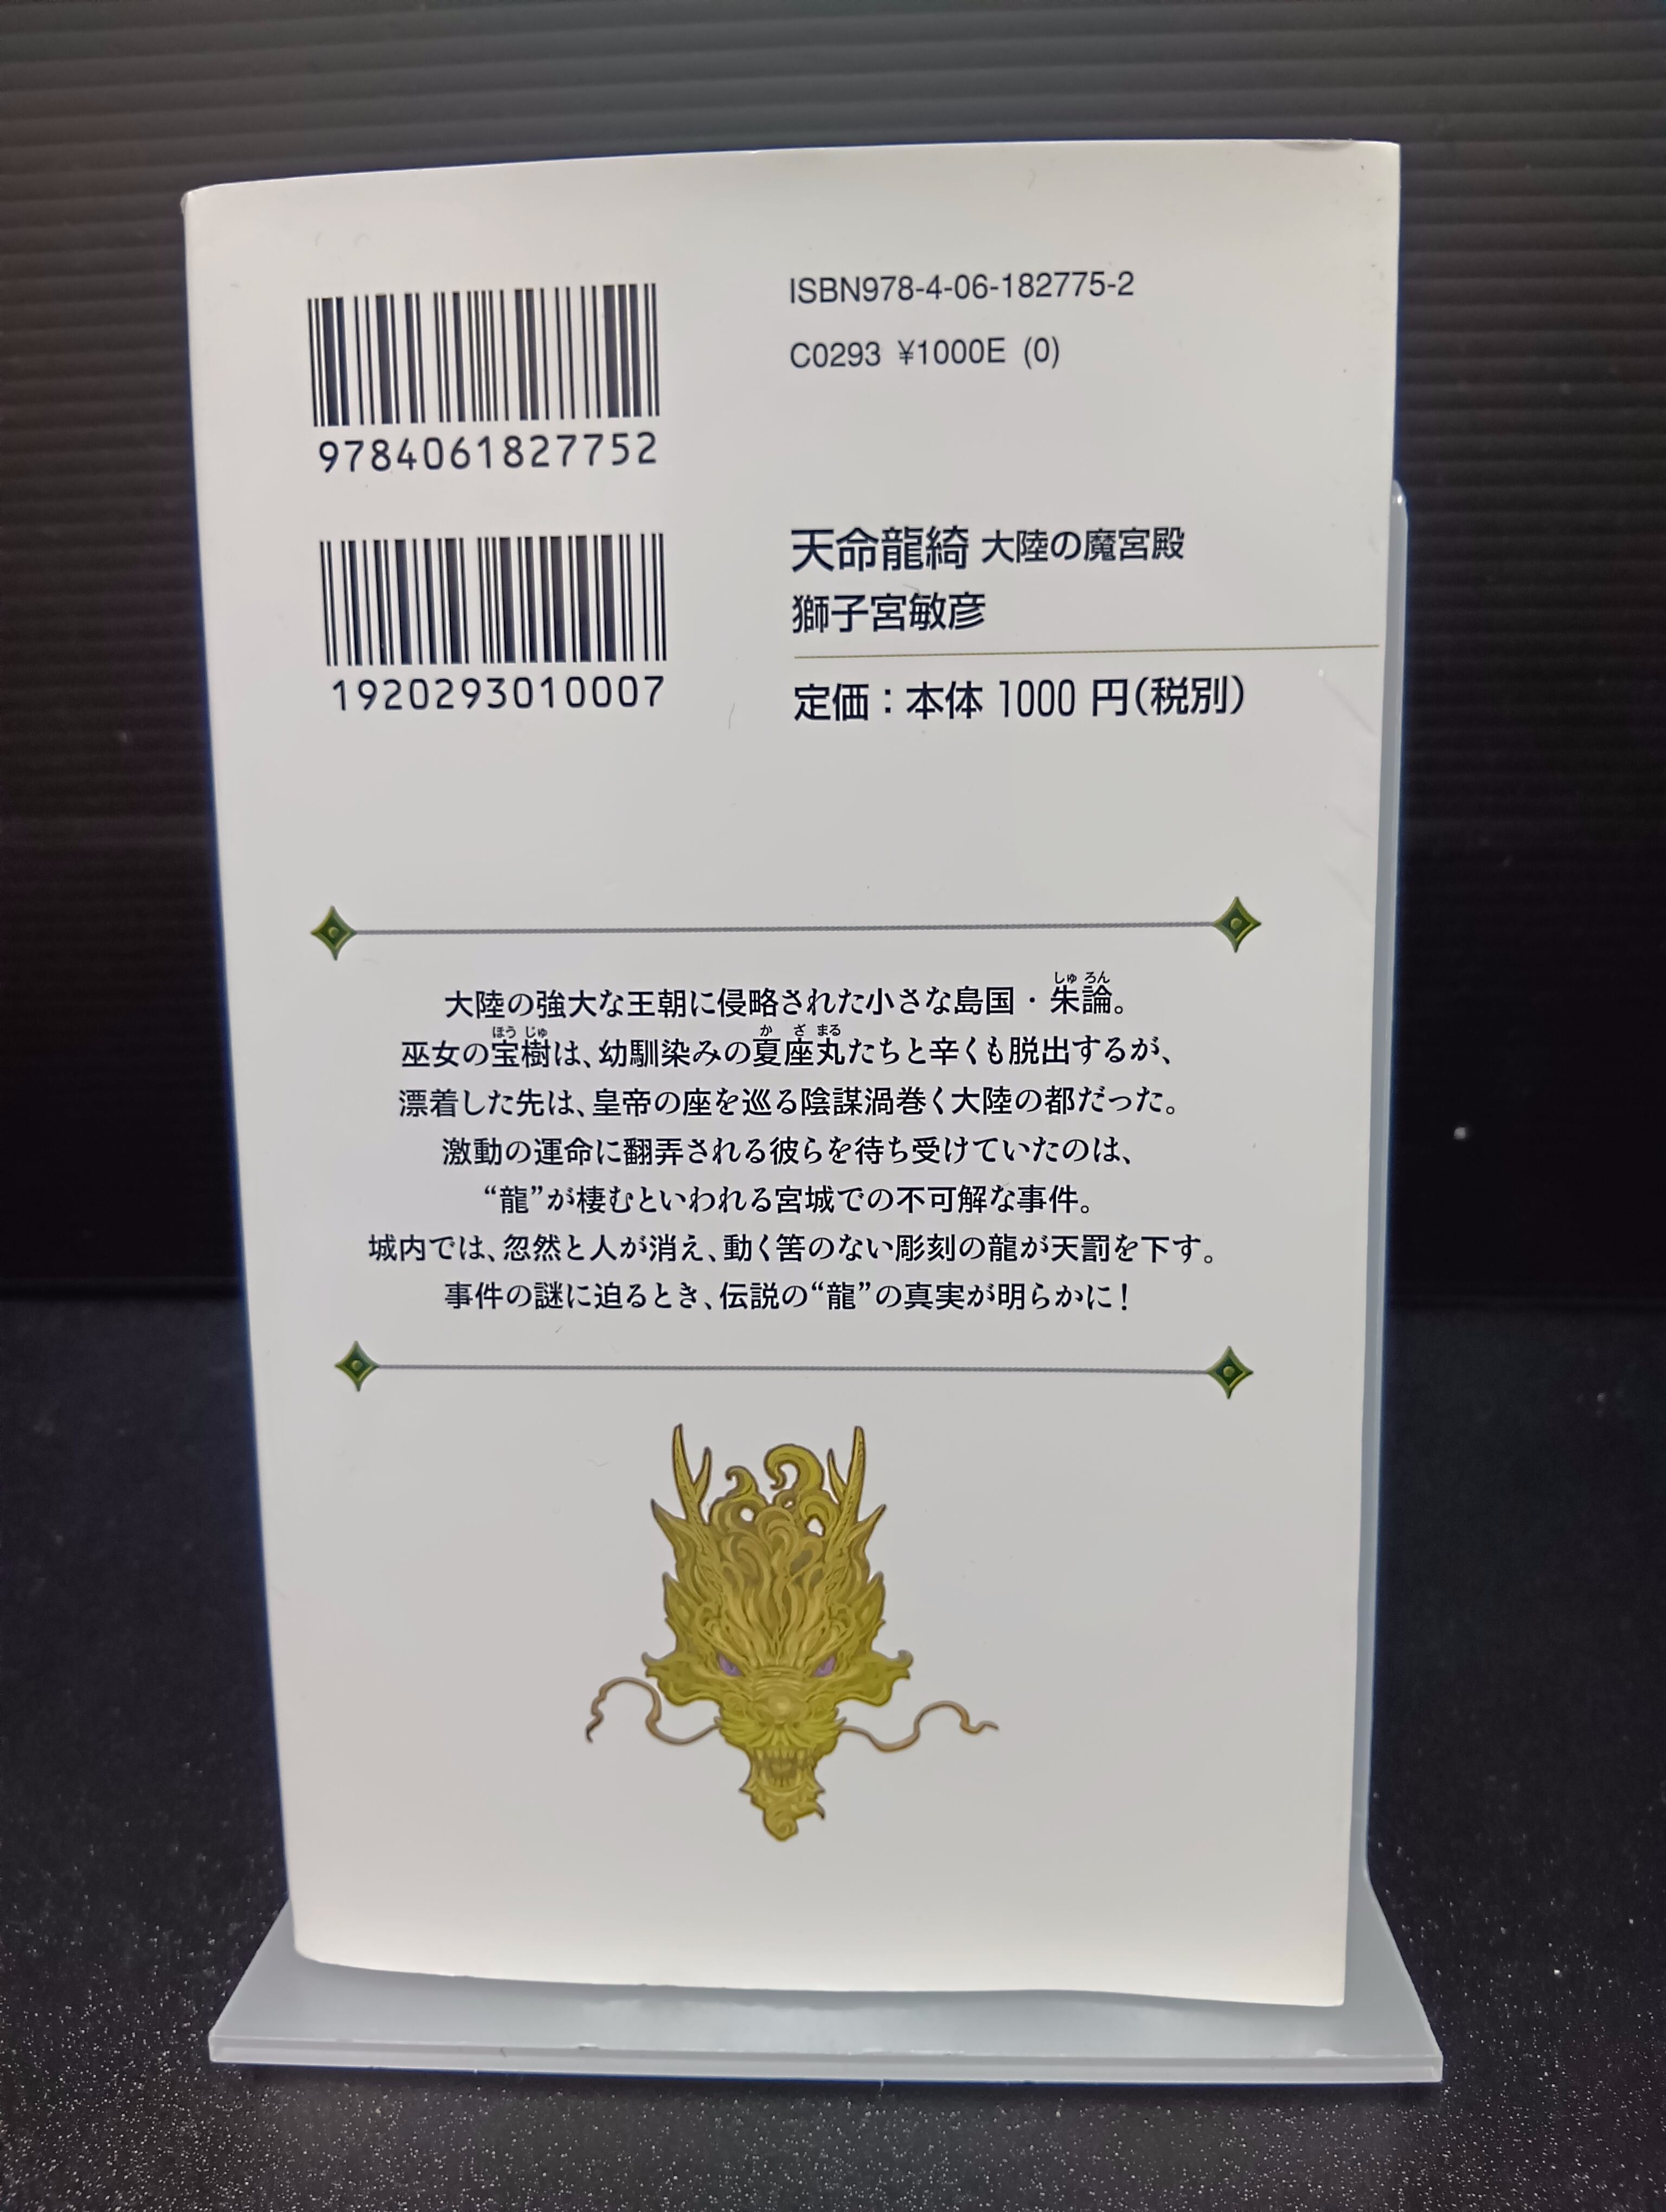 ISBN978-4-06-182775-2
C0293 ¥1000E (0)
9784061827752
1920293010007
天命龍綺 大陸の魔宮殿
獅子宮敏彦
定価：本体 1000 円（税別）
大陸の強大な王朝に侵略された小さな島国・朱論。
しゅ ろん
巫女の宝樹は、幼馴染みの夏座丸たちと辛くも脱出するが、
ほう じゅ か ざ まる
漂着した先は、皇帝の座を巡る陰謀渦巻く大陸の都だった。
激動の運命に翻弄される彼らを待ち受けていたのは、
“龍”が棲むといわれる宮城での不可解な事件。
城内では、忽然と人が消え、動く筈のない彫刻の龍が天罰を下す。
事件の謎に迫るとき、伝説の“龍”の真実が明らかに！